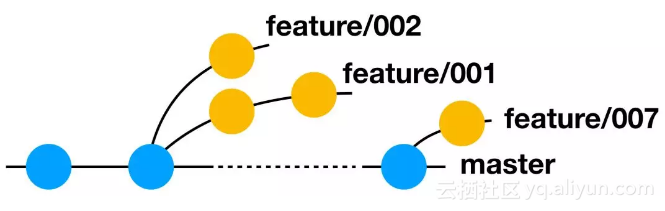 feature/002
feature/001
feature/007
master
云栖社区 yq.aliyun.com